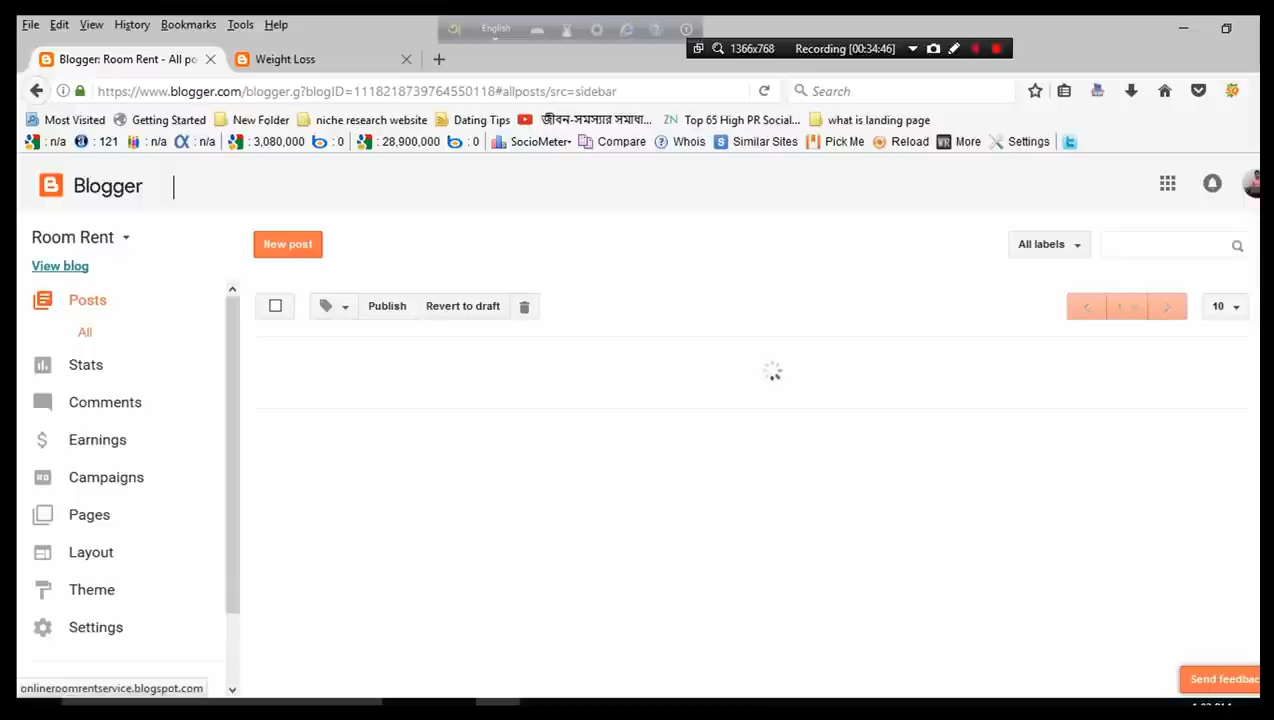 File Edit View History Bookmarks Tools Help
English
1366x768 Recording [00:34:46]
Blogger: Room Rent - All po
Weight Loss
https://www.blogger.com/blogger.g?blogID=1118218739764550118#allposts/src=sidebar
Search
Most Visited Getting Started New Folder niche research website Dating Tips জীবন-সমস্যার সমাধা... ZN Top 65 High PR Social... what is landing page
: n/a : 121 : n/a : n/a : 3,080,000 : 0 : 28,900,000 : 0 SocioMeter Compare Whois Similar Sites Pick Me Reload WR More Settings
Blogger
Room Rent
New post
All labels
View blog
Posts
Publish Revert to draft
1
10
All
Stats
Comments
Earnings
Campaigns
Pages
Layout
Theme
Settings
Send feedbac
onlineroomrentservice.blogspot.com